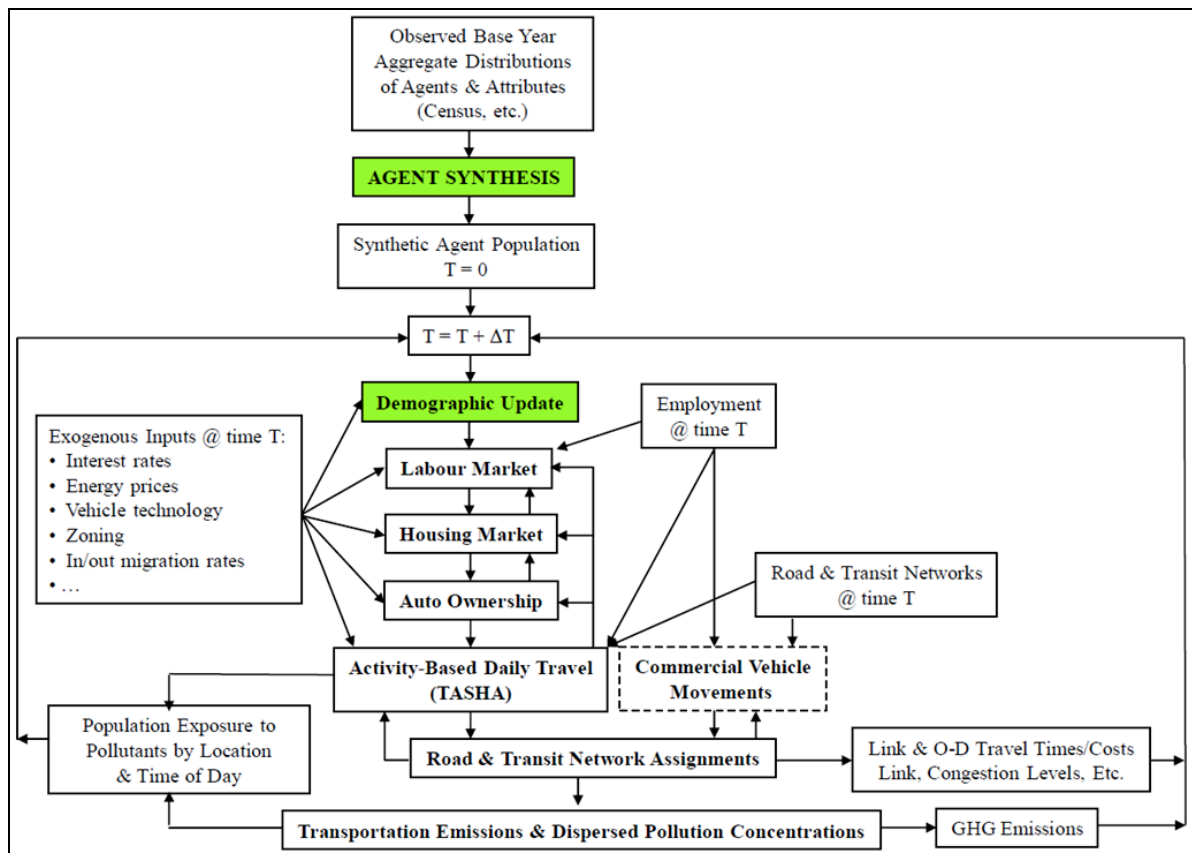 Observed Base Year
Aggregate Distributions
of Agents & Attributes
(Census, etc.)
AGENT SYNTHESIS
Synthetic Agent Population
T = 0
T = T + ΔT
Demographic Update
Employment
@ time T
Exogenous Inputs @ time T:
• Interest rates
• Energy prices
• Vehicle technology
• Zoning
• In/out migration rates
• …
Labour Market
Housing Market
Auto Ownership
Road & Transit Networks
@ time T
Activity-Based Daily Travel
(TASHA)
Commercial Vehicle
Movements
Population Exposure to
Pollutants by Location
& Time of Day
Road & Transit Network Assignments
Link & O-D Travel Times/Costs
Link, Congestion Levels, Etc.
Transportation Emissions & Dispersed Pollution Concentrations
GHG Emissions